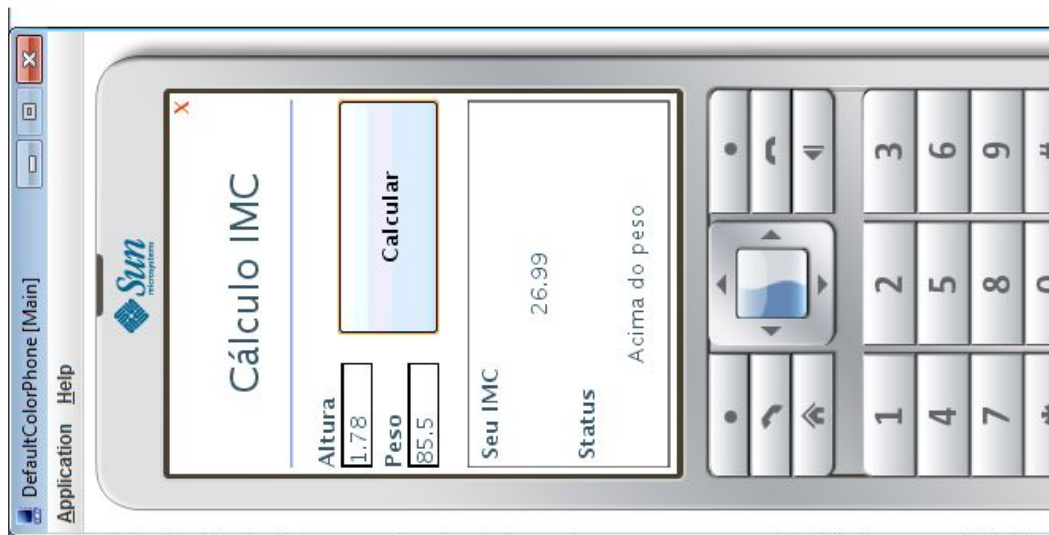 DefaultColorPhone [Main]
Application Help
Sun
microsystems
x
Cálculo IMC
Altura
1.78
Peso
85.5
Calcular
Seu IMC
26.99
Status
Acima do peso
1 2 3
4 5 6
7 8 9
* 0 #